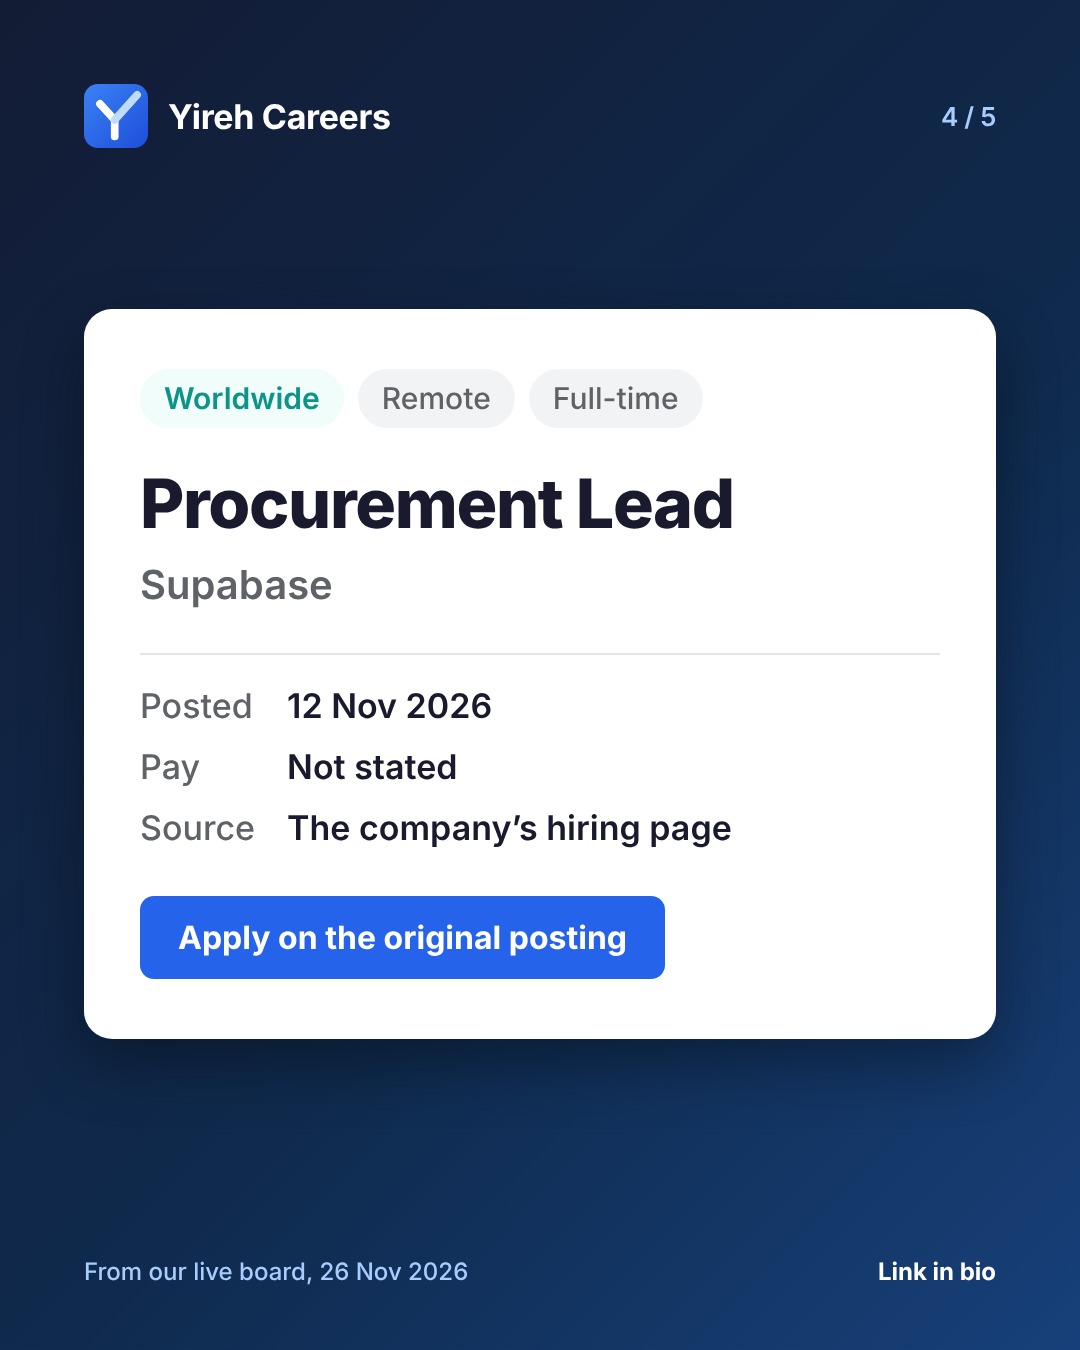 Yireh Careers
4 / 5
Worldwide Remote Full-time
Procurement Lead
Supabase
Posted 12 Nov 2026
Pay Not stated
Source The company’s hiring page
Apply on the original posting
From our live board, 26 Nov 2026
Link in bio